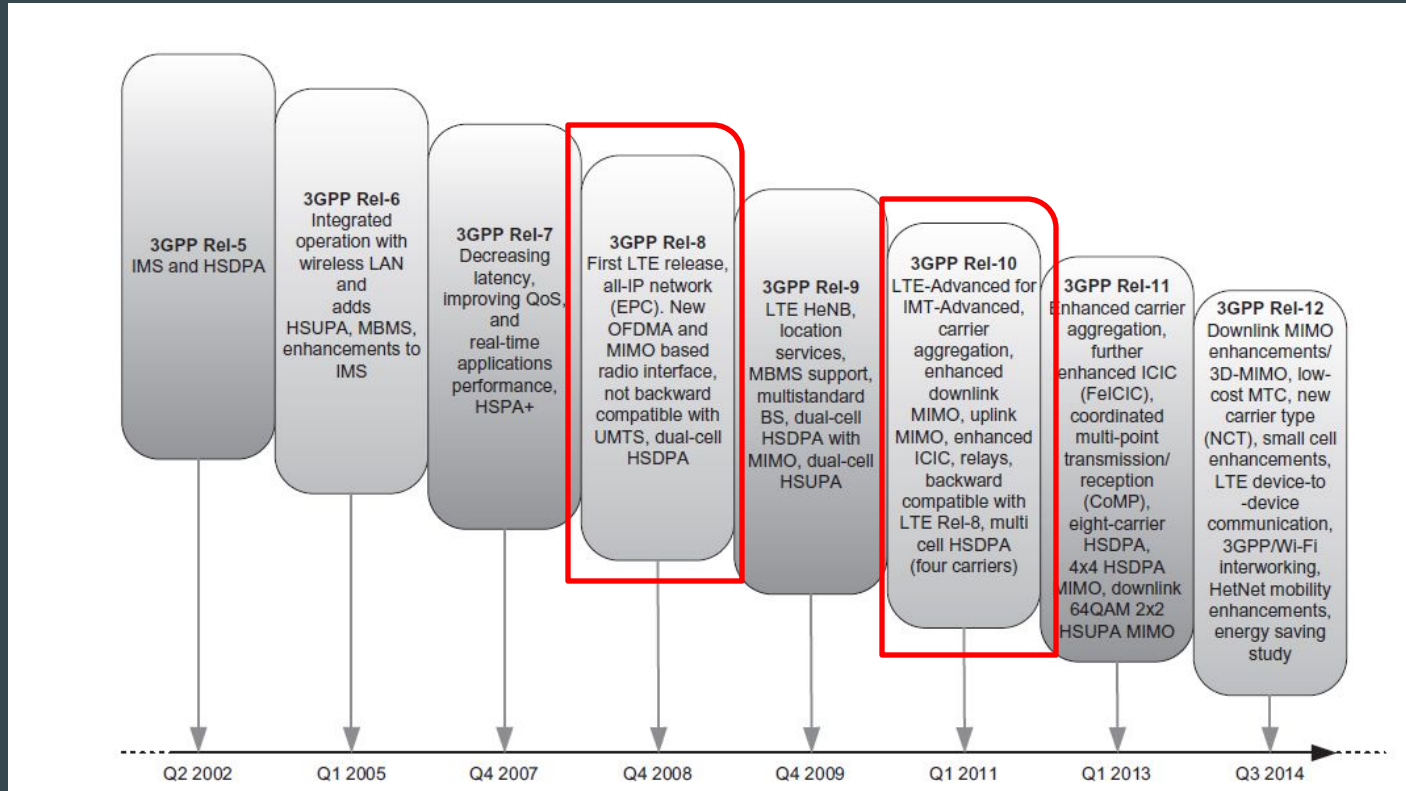 3GPP Rel-5
IMS and HSDPA
3GPP Rel-6
Integrated
operation with
wireless LAN
and
adds
HSUPA, MBMS,
enhancements to
IMS
3GPP Rel-7
Decreasing
latency,
improving QoS,
and
real-time
applications
performance,
HSPA+
3GPP Rel-8
First LTE release,
all-IP network
(EPC). New
OFDMA and
MIMO based
radio interface,
not backward
compatible with
UMTS, dual-cell
HSDPA
3GPP Rel-9
LTE HeNB,
location
services,
MBMS support,
multistandard
BS, dual-cell
HSDPA with
MIMO, dual-cell
HSUPA
3GPP Rel-10
LTE-Advanced for
IMT-Advanced,
carrier
aggregation,
enhanced
downlink
MIMO, uplink
MIMO, enhanced
ICIC, relays,
backward
compatible with
LTE Rel-8, multi
cell HSDPA
(four carriers)
3GPP Rel-11
Enhanced carrier
aggregation,
further
enhanced ICIC
(FeICIC),
coordinated
multi-point
transmission/
reception
(CoMP),
eight-carrier
HSDPA,
4x4 HSDPA
MIMO, downlink
64QAM 2x2
HSUPA MIMO
3GPP Rel-12
Downlink MIMO
enhancements/
3D-MIMO, low-
cost MTC, new
carrier type
(NCT), small cell
enhancements,
LTE device-to
-device
communication,
3GPP/Wi-Fi
interworking,
HetNet mobility
enhancements,
energy saving
study
Q2 2002
Q1 2005
Q4 2007
Q4 2008
Q4 2009
Q1 2011
Q1 2013
Q3 2014